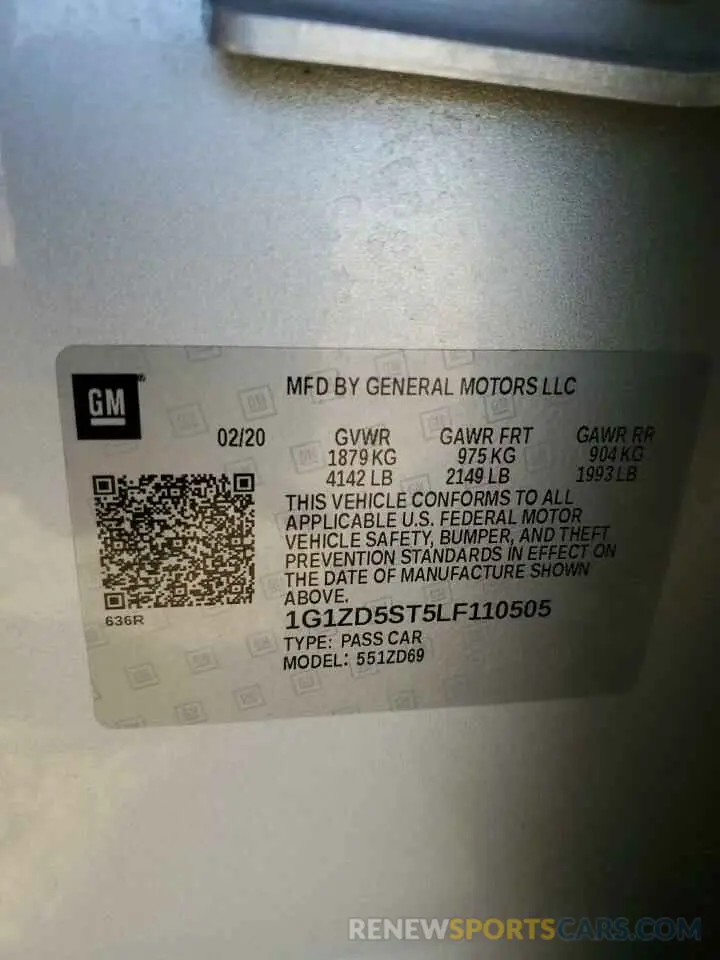 GM
MFD BY GENERAL MOTORS LLC
02/20 GVWR GAWR FRT GAWR RR
1879 KG 975 KG 904 KG
4142 LB 2149 LB 1993 LB
THIS VEHICLE CONFORMS TO ALL
APPLICABLE U.S. FEDERAL MOTOR
VEHICLE SAFETY, BUMPER, AND THEFT
PREVENTION STANDARDS IN EFFECT ON
THE DATE OF MANUFACTURE SHOWN
ABOVE.
636R
1G1ZD5ST5LF110505
TYPE: PASS CAR
MODEL: 551ZD69
RENEWSPORTSCARS.COM